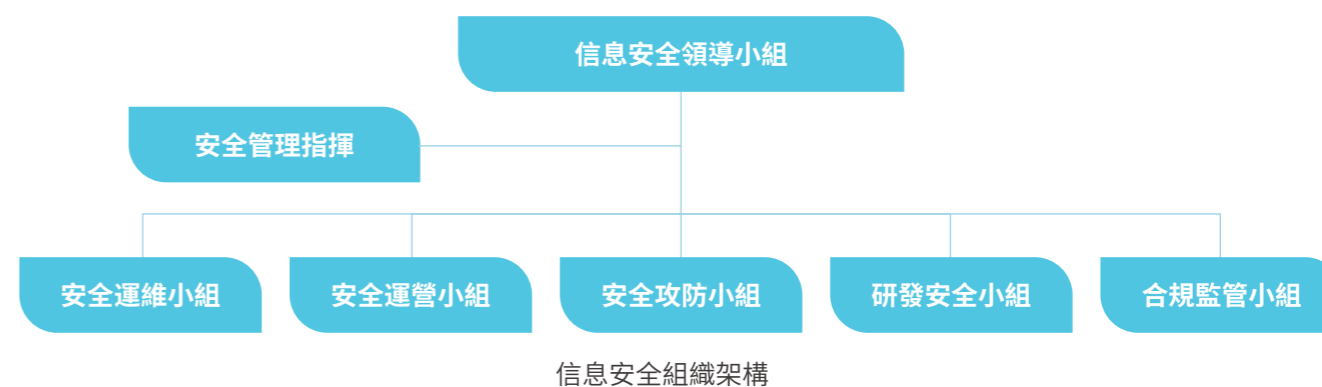 信息安全領導小組
安全管理指揮
安全運維小組
安全運營小組
安全攻防小組
研發安全小組
合規監管小組
信息安全組織架構